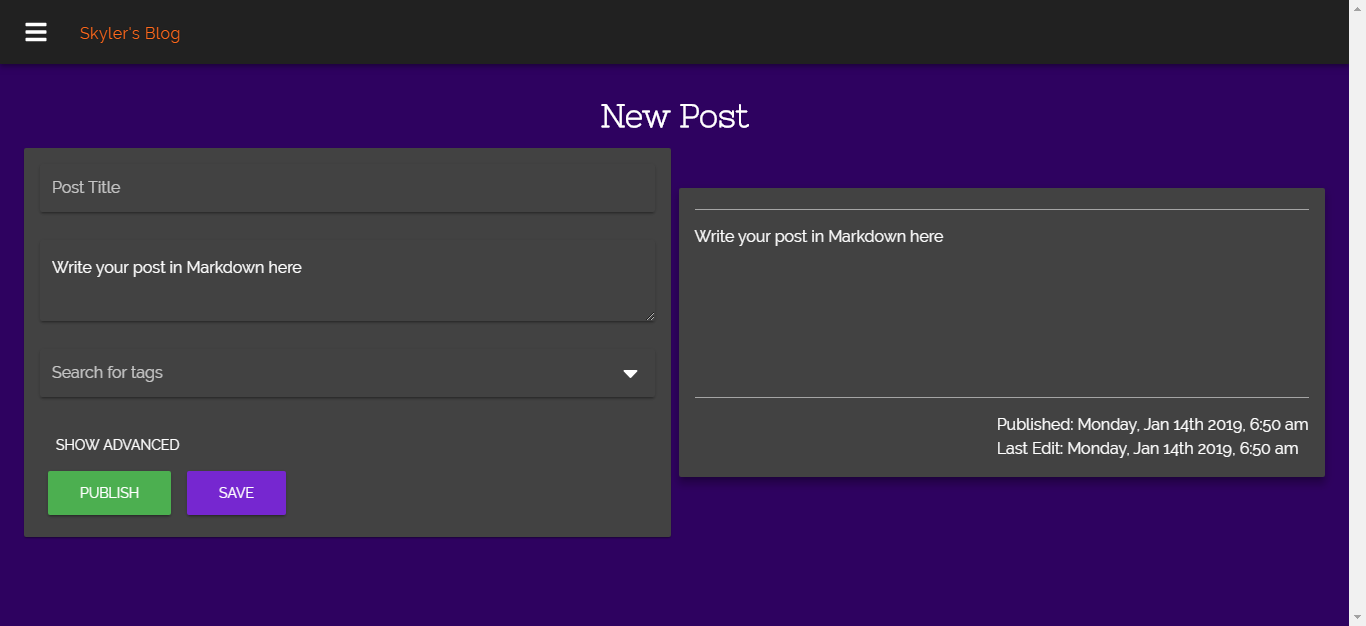 Skyler's Blog
New Post
Post Title
Write your post in Markdown here
Search for tags
SHOW ADVANCED
PUBLISH
SAVE
Write your post in Markdown here
Published: Monday, Jan 14th 2019, 6:50 am
Last Edit: Monday, Jan 14th 2019, 6:50 am